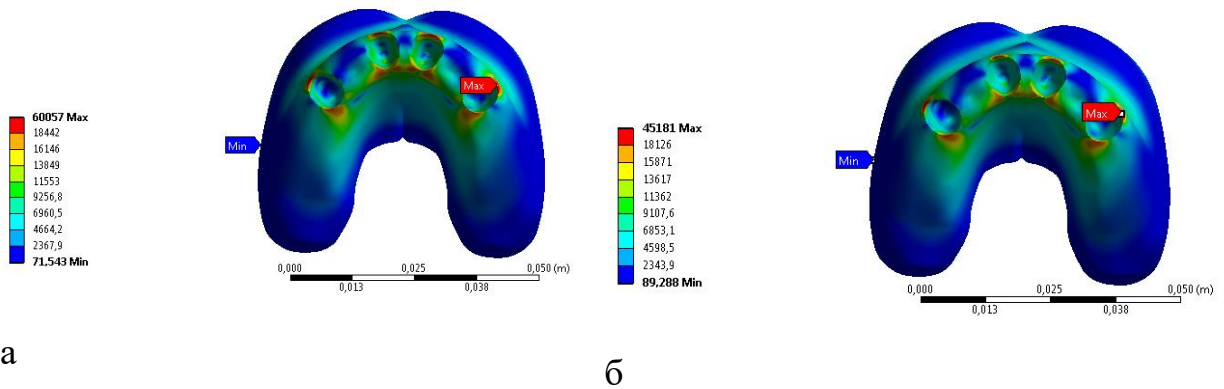 60057 Max
18442
16146
13849
11553
9256,8
6960,5
4664,2
2367,9
71,543 Min
Min
Max
0,000 0,025 0,050 (m)
0,013 0,038
45181 Max
18126
15871
13617
11362
9107,6
6853,1
4598,5
2343,9
89,288 Min
Min
Max
0,000 0,025 0,050 (m)
0,013 0,038
а
б